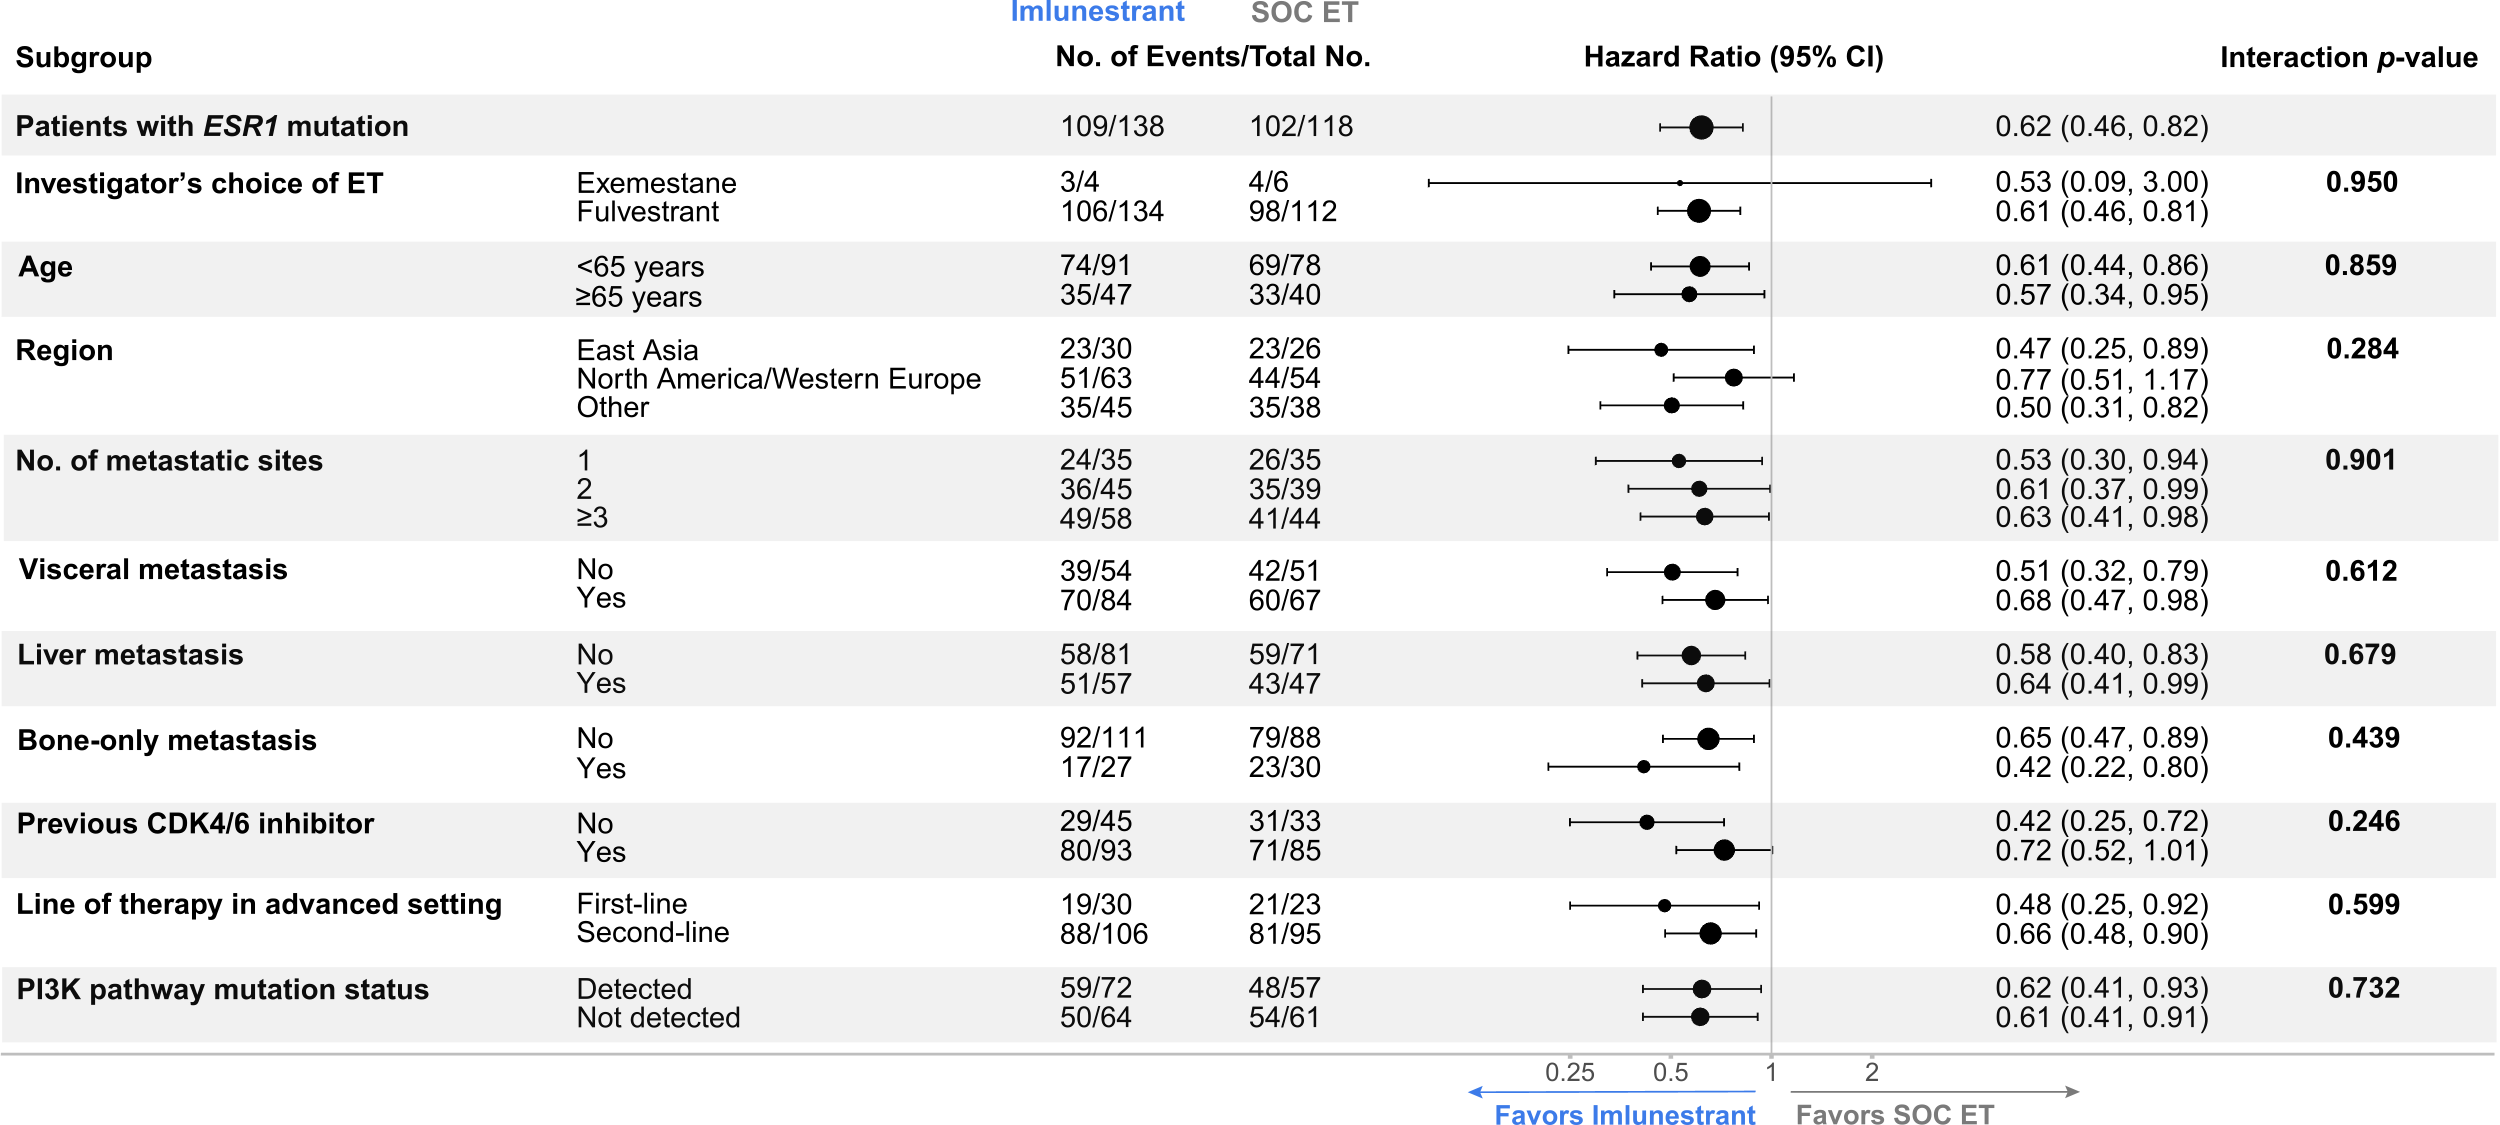 Imlunestrant SOC ET
Subgroup No. of Events/Total No. Hazard Ratio (95% CI) Interaction p-value
Patients with ESR1 mutation 109/138 102/118 0.62 (0.46, 0.82)
Investigator's choice of ET Exemestane 3/4 4/6 0.53 (0.09, 3.00) 0.950
Fulvestrant 106/134 98/112 0.61 (0.46, 0.81)
Age <65 years 74/91 69/78 0.61 (0.44, 0.86) 0.859
≥65 years 35/47 33/40 0.57 (0.34, 0.95)
Region East Asia 23/30 23/26 0.47 (0.25, 0.89) 0.284
North America/Western Europe 51/63 44/54 0.77 (0.51, 1.17)
Other 35/45 35/38 0.50 (0.31, 0.82)
No. of metastatic sites 1 24/35 26/35 0.53 (0.30, 0.94) 0.901
2 36/45 35/39 0.61 (0.37, 0.99)
≥3 49/58 41/44 0.63 (0.41, 0.98)
Visceral metastasis No 39/54 42/51 0.51 (0.32, 0.79) 0.612
Yes 70/84 60/67 0.68 (0.47, 0.98)
Liver metastasis No 58/81 59/71 0.58 (0.40, 0.83) 0.679
Yes 51/57 43/47 0.64 (0.41, 0.99)
Bone-only metastasis No 92/111 79/88 0.65 (0.47, 0.89) 0.439
Yes 17/27 23/30 0.42 (0.22, 0.80)
Previous CDK4/6 inhibitor No 29/45 31/33 0.42 (0.25, 0.72) 0.246
Yes 80/93 71/85 0.72 (0.52, 1.01)
Line of therapy in advanced setting First-line 19/30 21/23 0.48 (0.25, 0.92) 0.599
Second-line 88/106 81/95 0.66 (0.48, 0.90)
PI3K pathway mutation status Detected 59/72 48/57 0.62 (0.41, 0.93) 0.732
Not detected 50/64 54/61 0.61 (0.41, 0.91)
0.25 0.5 1 2
Favors Imlunestrant Favors SOC ET